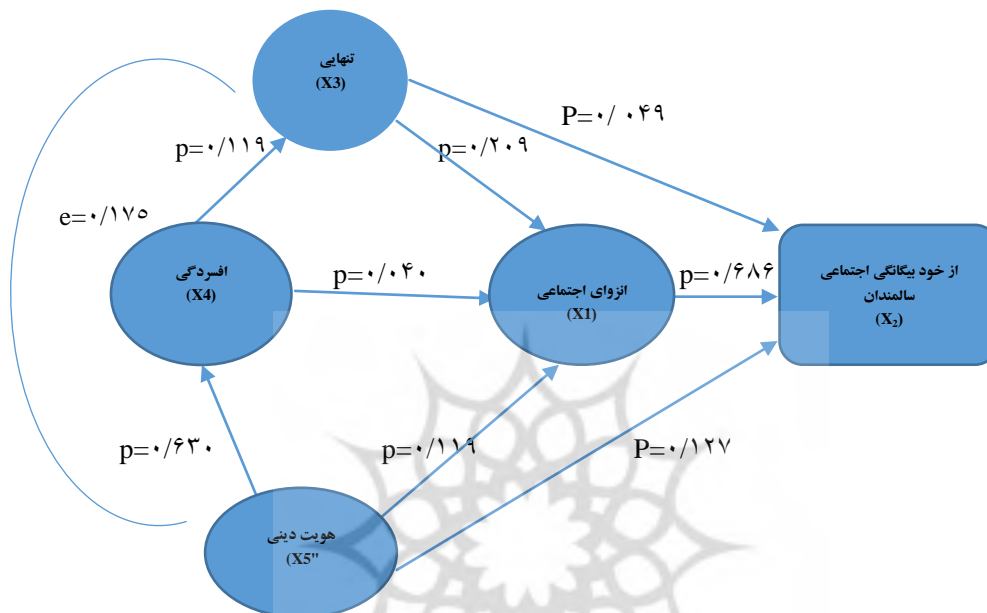 تنهایی
(X3)
P=۰/ ۰۴۹
p=۰/۱۱۹
p=۰/۲۰۹
e=۰/۱۷۵
افسردگی
(X4)
p=۰/۰۴۰
انزوای اجتماعی
(X1)
p=۰/۶۸۶
از خود بیگانگی اجتماعی
سالمندان
(X₂)
p=۰/۶۳۰
p=۰/۱۱۹
P=۰/۱۲۷
هویت دینی
(X5"